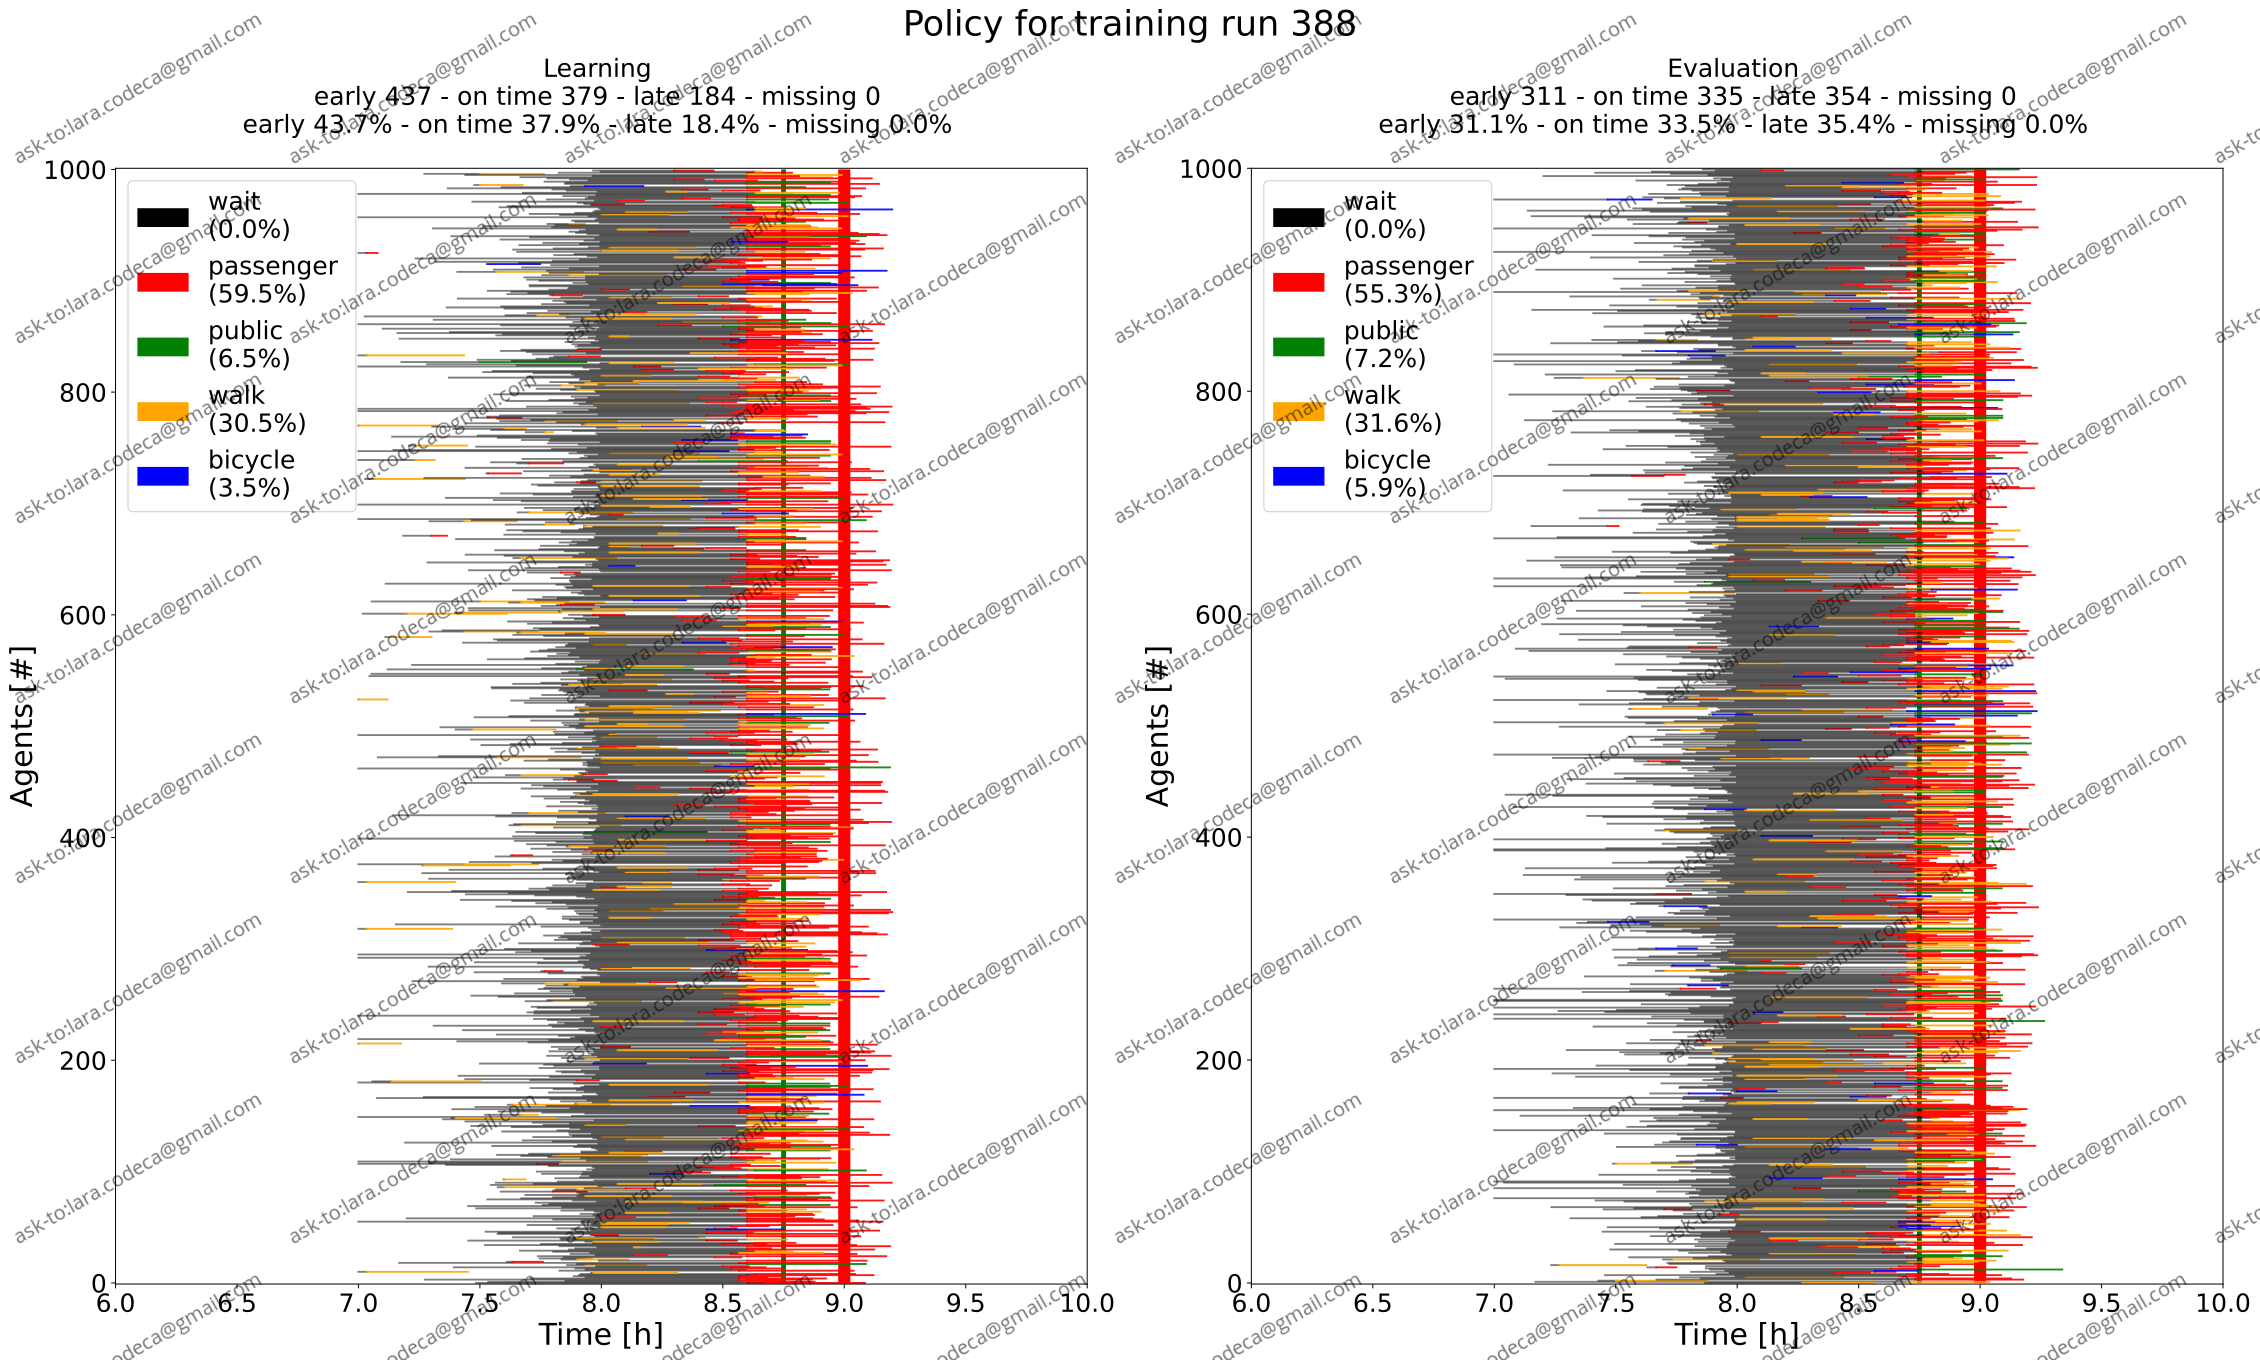 Policy for training run 388
Learning
early 437 - on time 379 - late 184 - missing 0
early 43.7% - on time 37.9% - late 18.4% - missing 0.0%
1000
800
600
400
200
0
Agents [#]
wait
(0.0%)
passenger
(59.5%)
public
(6.5%)
walk
(30.5%)
bicycle
(3.5%)
6.0 6.5 7.0 7.5 8.0 8.5 9.0 9.5 10.0
Time [h]
Evaluation
early 311 - on time 335 - late 354 - missing 0
early 31.1% - on time 33.5% - late 35.4% - missing 0.0%
1000
800
600
400
200
0
Agents [#]
wait
(0.0%)
passenger
(55.3%)
public
(7.2%)
walk
(31.6%)
bicycle
(5.9%)
6.0 6.5 7.0 7.5 8.0 8.5 9.0 9.5 10.0
Time [h]
ask-to:lara.codeca@gmail.com